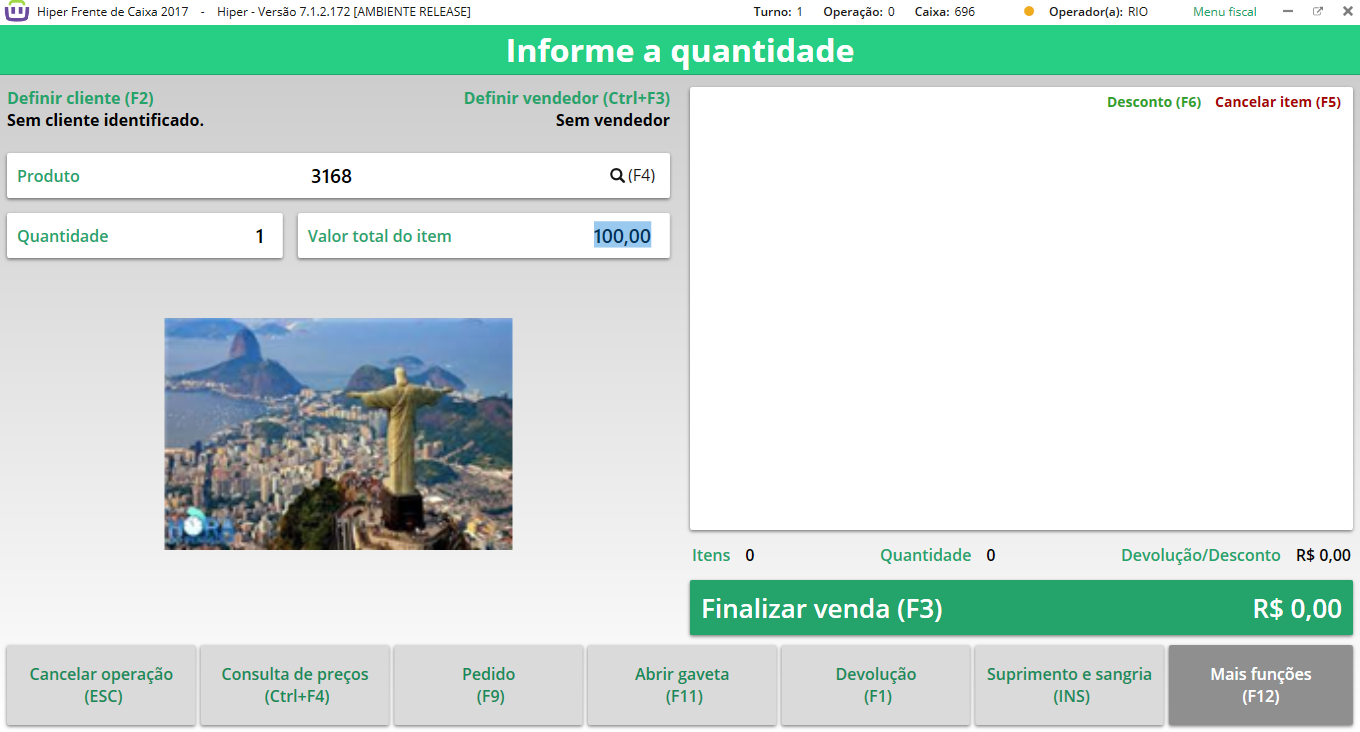 Hiper Frente de Caixa 2017 - Hiper - Versão 7.1.2.172 [AMBIENTE RELEASE] Turno: 1 Operação: 0 Caixa: 696 Operador(a): RIO Menu fiscal
Informe a quantidade
Definir cliente (F2) Definir vendedor (Ctrl+F3)
Sem cliente identificado. Sem vendedor
Produto 3168 (F4)
Quantidade 1 Valor total do item 100,00
HORA
Desconto (F6) Cancelar item (F5)
Itens 0 Quantidade 0 Devolução/Desconto R$ 0,00
Finalizar venda (F3) R$ 0,00
Cancelar operação
(ESC)
Consulta de preços
(Ctrl+F4)
Pedido
(F9)
Abrir gaveta
(F11)
Devolução
(F1)
Suprimento e sangria
(INS)
Mais funções
(F12)